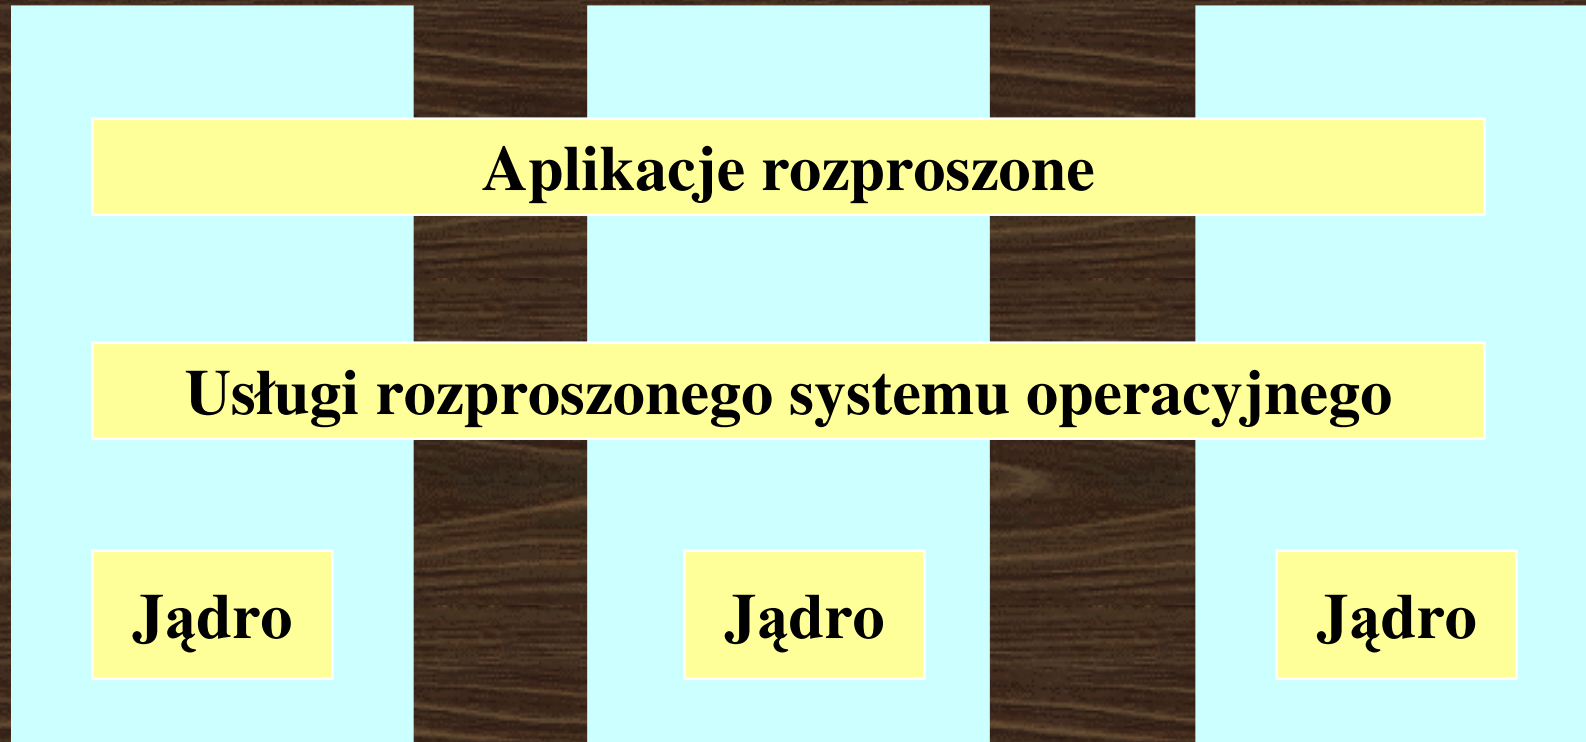 Aplikacje rozproszone
Usługi rozproszonego systemu operacyjnego
Jądro
Jądro
Jądro